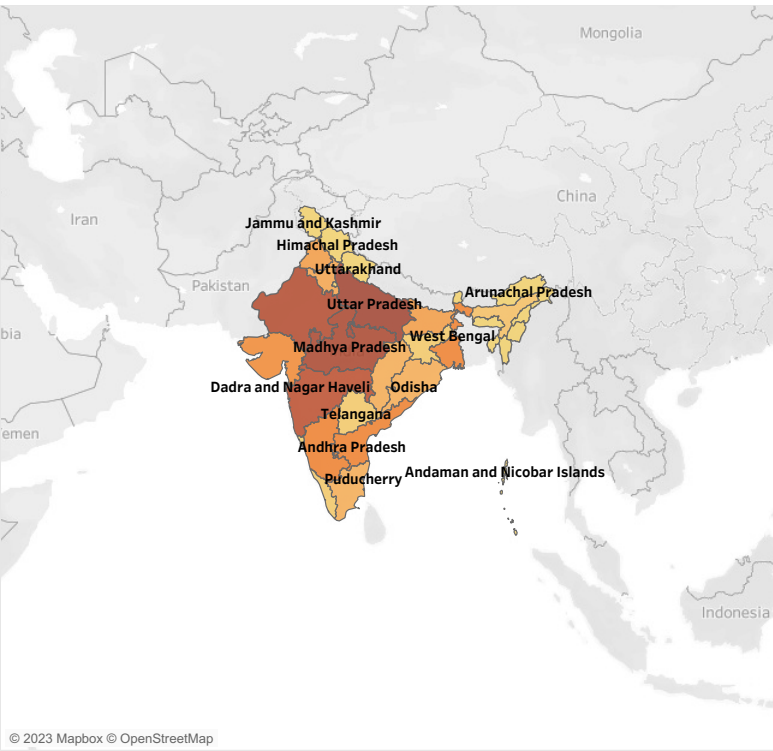 Mongolia
China
Iran
Jammu and Kashmir
Himachal Pradesh
Uttarakhand
Pakistan
Arunachal Pradesh
Uttar Pradesh
bia
West Bengal
Madhya Pradesh
Dadra and Nagar Haveli
Odisha
Telangana
emen
Andhra Pradesh
Andaman and Nicobar Islands
Puducherry
Indonesia
© 2023 Mapbox © OpenStreetMap